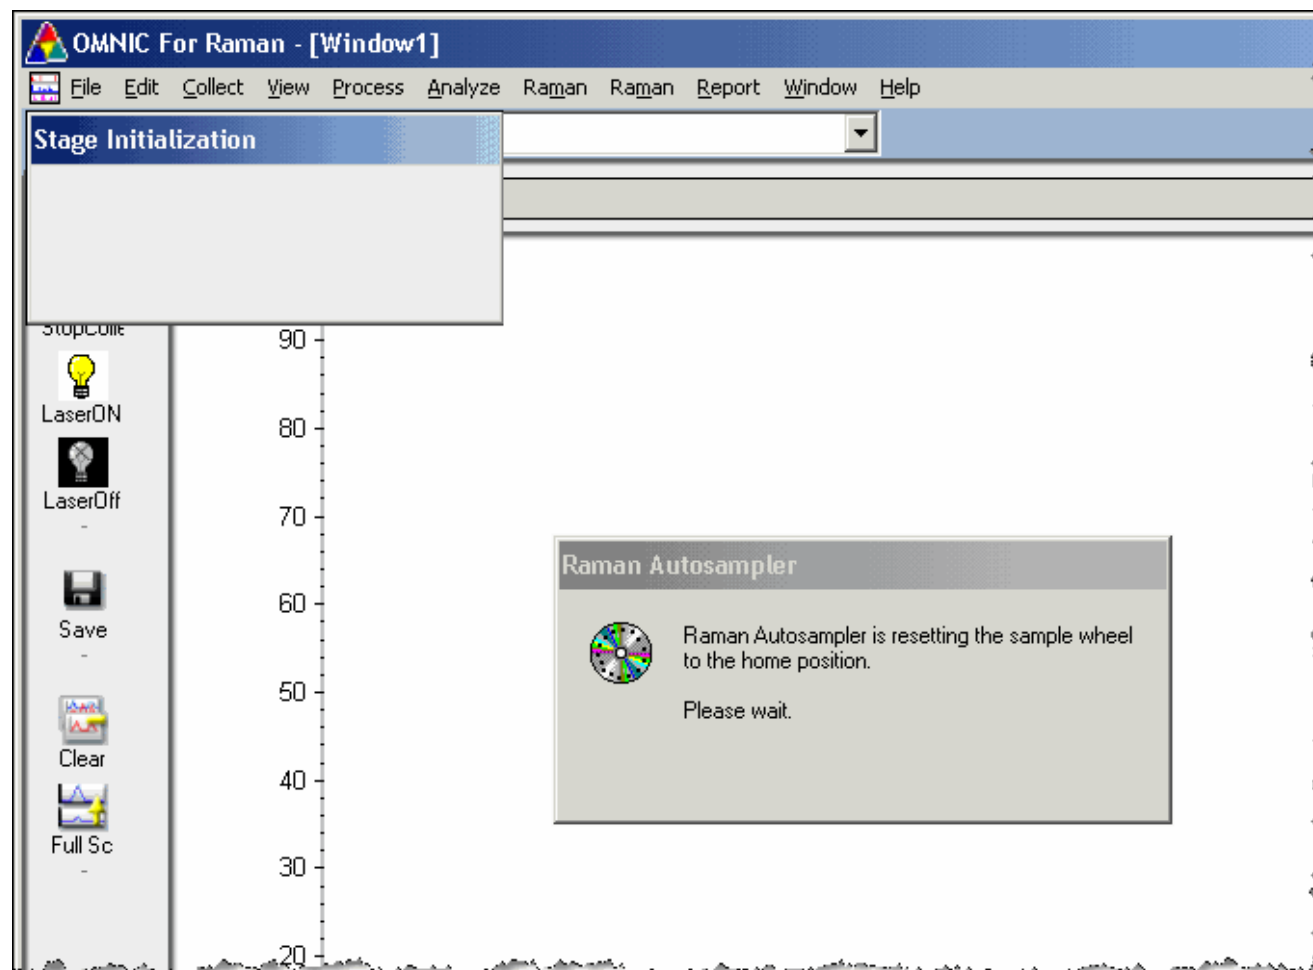 OMNIC For Raman - [Window1]
File Edit Collect View Process Analyze Raman Raman Report Window Help
Stage Initialization
LaserON
LaserOff
-
Save
-
Clear
Full Sc
-
90
80
70
60
50
40
30
20
Raman Autosampler
Raman Autosampler is resetting the sample wheel
to the home position.
Please wait.